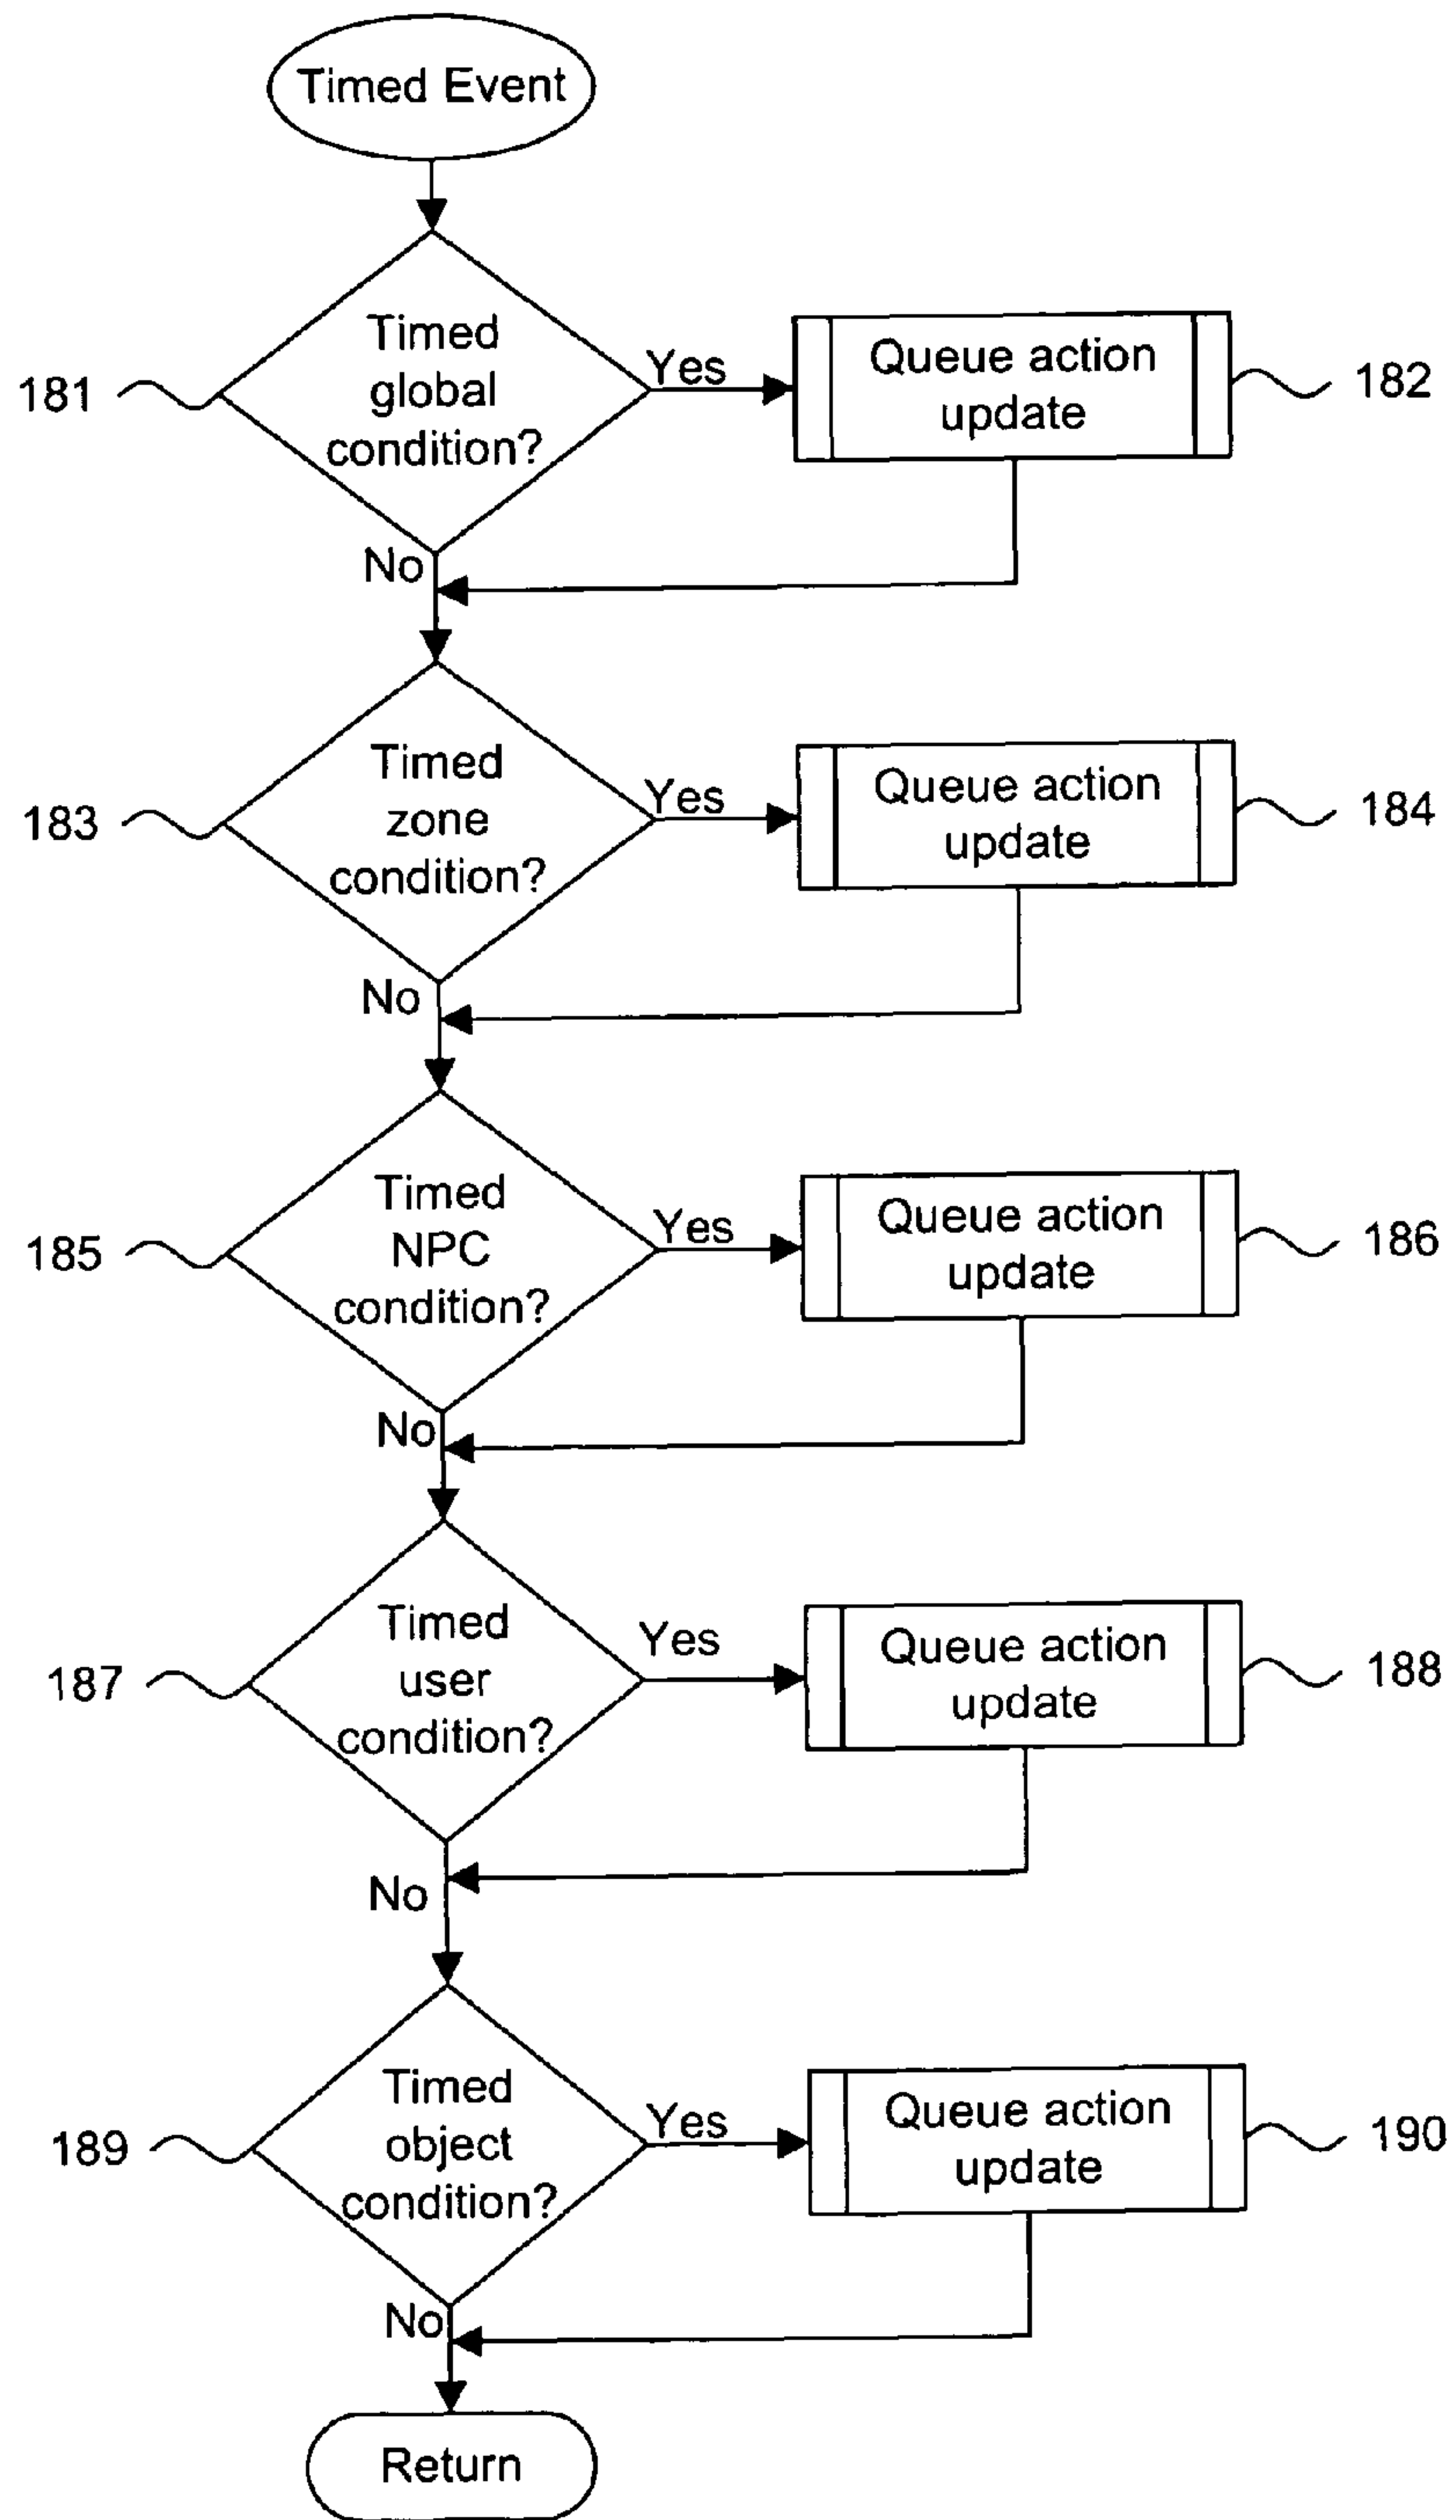 Timed Event
Timed
global
condition?
181
Yes
Queue action
update
182
No
Timed
zone
condition?
183
Yes
Queue action
update
184
No
Timed
NPC
condition?
185
Yes
Queue action
update
186
No
Timed
user
condition?
187
Yes
Queue action
update
188
No
Timed
object
condition?
189
Yes
Queue action
update
190
No
Return